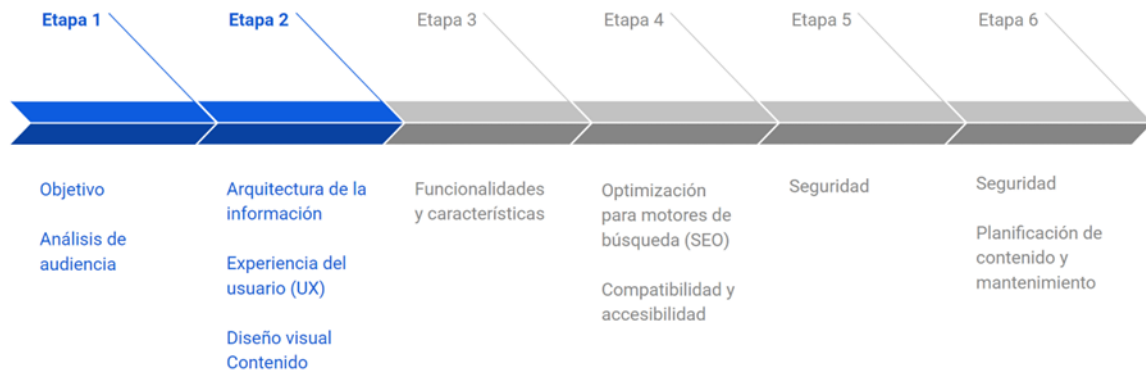 Etapa 1
Etapa 2
Etapa 3
Etapa 4
Etapa 5
Etapa 6
Objetivo
Análisis de
audiencia
Arquitectura de la
información
Experiencia del
usuario (UX)
Diseño visual
Contenido
Funcionalidades
y características
Optimización
para motores de
búsqueda (SEO)
Compatibilidad y
accesibilidad
Seguridad
Seguridad
Planificación de
contenido y
mantenimiento